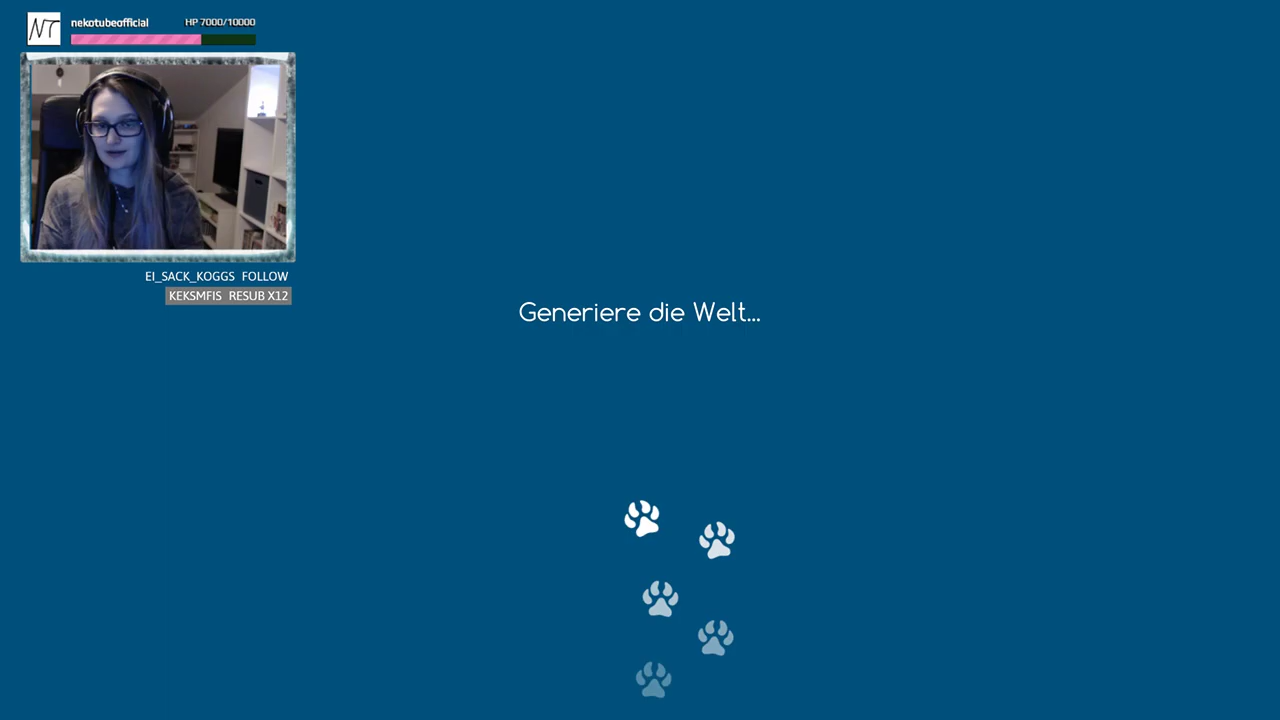 NT
nekotubeofficial
HP 7000/10000
EI_SACK_KOGGS FOLLOW
KEKSMFIS RESUB X12
Generiere die Welt...